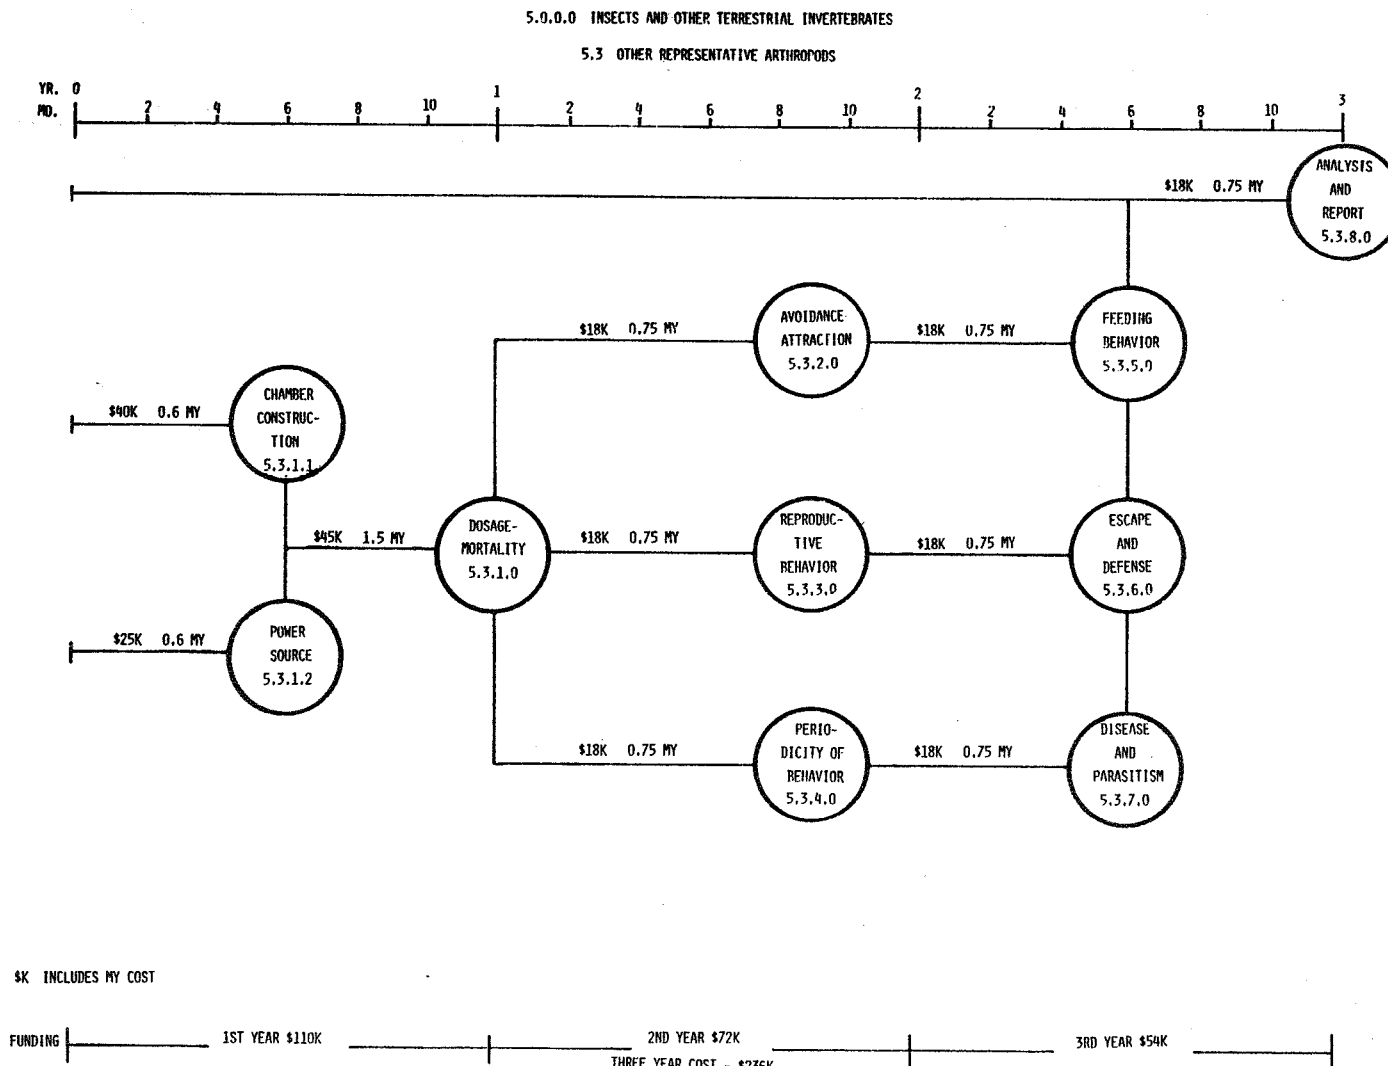 5.0.0.0 INSECTS AND OTHER TERRESTRIAL INVERTEBRATES
5.3 OTHER REPRESENTATIVE ARTHROPODS
YR. 0 1 2 3
MO. 2 4 6 8 10 2 4 6 8 10 2 4 6 8 10
$18K 0.75 MY
ANALYSIS
AND
REPORT
5.3.8.0
$18K 0.75 MY
AVOIDANCE
ATTRACTION
5.3.2.0
$18K 0.75 MY
FEEDING
BEHAVIOR
5.3.5.0
$40K 0.6 MY
CHAMBER
CONSTRUC-
TION
5.3.1.1
$45K 1.5 MY
DOSAGE-
MORTALITY
5.3.1.0
$18K 0.75 MY
REPRODUC-
TIVE
BEHAVIOR
5.3.3.0
$18K 0.75 MY
ESCAPE
AND
DEFENSE
5.3.6.0
$25K 0.6 MY
POWER
SOURCE
5.3.1.2
$18K 0.75 MY
PERIO-
DICITY OF
BEHAVIOR
5.3.4.0
$18K 0.75 MY
DISEASE
AND
PARASITISM
5.3.7.0
$K INCLUDES MY COST
FUNDING 1ST YEAR $110K 2ND YEAR $72K 3RD YEAR $54K
THREE YEAR COST - $236K